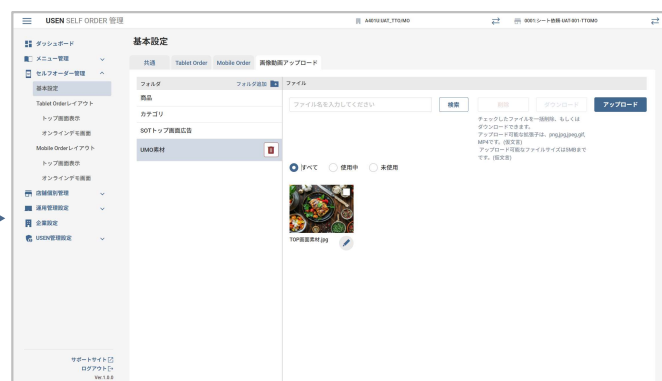 USEN SELF ORDER 管理
A401U:UAT_TTO/MO
0001:シート依頼-UAT-001-TTOMO
ダッシュボード
メニュー管理
セルフオーダー管理
基本設定
Tablet Orderレイアウト
トップ画面表示
オンラインデモ画面
Mobile Orderレイアウト
トップ画面表示
オンデマンデモ画面
店舗個別管理
運用管理設定
企業設定
USEN管理設定
サポートサイト
ログアウト
Ver.1.0.0
基本設定
共通
Tablet Order
Mobile Order
画像動画アップロード
フォルダ
フォルダ追加
商品
カテゴリ
SOTトップ画面広告
UMO素材
ファイル
ファイル名を入力してください
検索
削除
ダウンロード
アップロード
チェックしたファイルを一括削除、もしくは
ダウンロードできます。
アップロード可能な拡張子は、png,jpg,jpeg,gif,
MP4です。(仮文言)
アップロード可能なファイルサイズは5MBまで
です。(仮文言)
すべて
使用中
未使用
TOP画面素材.jpg